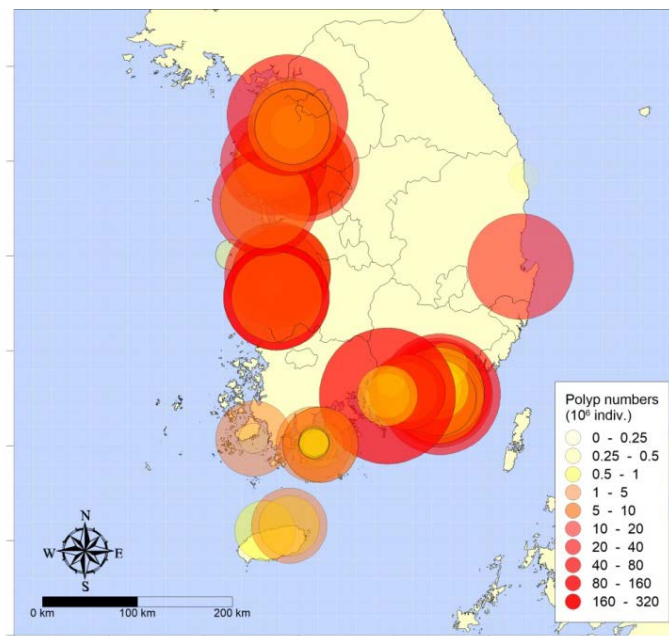 Polyp numbers
(10⁶ indiv.)
0 - 0.25
0.25 - 0.5
0.5 - 1
1 - 5
5 - 10
10 - 20
20 - 40
40 - 80
80 - 160
160 - 320
N
W E
S
0 km 100 km 200 km